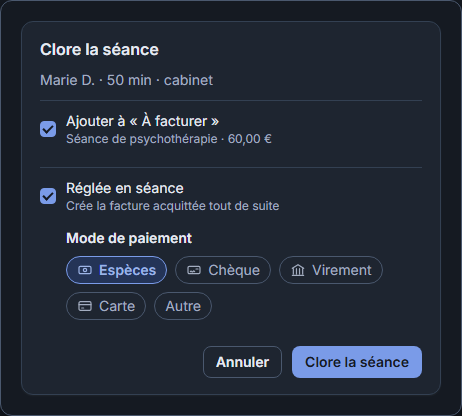 Clore la séance
Marie D. · 50 min · cabinet
Ajouter à « À facturer »
Séance de psychothérapie · 60,00 €
Réglée en séance
Crée la facture acquittée tout de suite
Mode de paiement
Espèces
Chèque
Virement
Carte
Autre
Annuler
Clore la séance